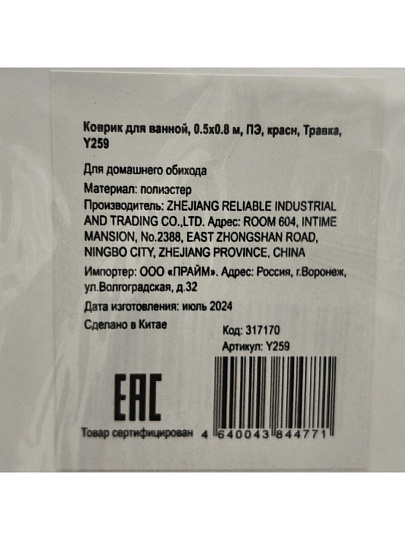 Коврик для ванной, 0.5х0.8 м, ПЭ, красн, Травка,
Y259
Для домашнего обихода
Материал: полиэстер
Производитель: ZHEJIANG RELIABLE INDUSTRIAL
AND TRADING CO.,LTD. Адрес: ROOM 604, INTIME
MANSION, No.2388, EAST ZHONGSHAN ROAD,
NINGBO CITY, ZHEJIANG PROVINCE, CHINA
Импортер: ООО «ПРАЙМ». Адрес: Россия, г.Воронеж,
ул.Волгоградская, д.32
Дата изготовления: июль 2024
Сделано в Китае
Код: 317170
Артикул: Y259
EAC
Товар сертифицирован
4 640043 844771